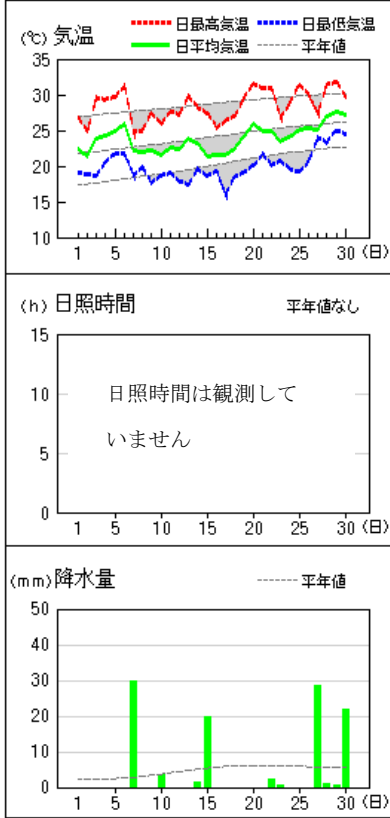 (℃) 気温
日最高気温 日最低気温
日平均気温 平年値
35
30
25
20
15
10
1 5 10 15 20 25 30 (日)
(h) 日照時間 平年値なし
15
10
5
0
日照時間は観測して
いません
1 5 10 15 20 25 30 (日)
(mm) 降水量 平年値
50
40
30
20
10
0
1 5 10 15 20 25 30 (日)